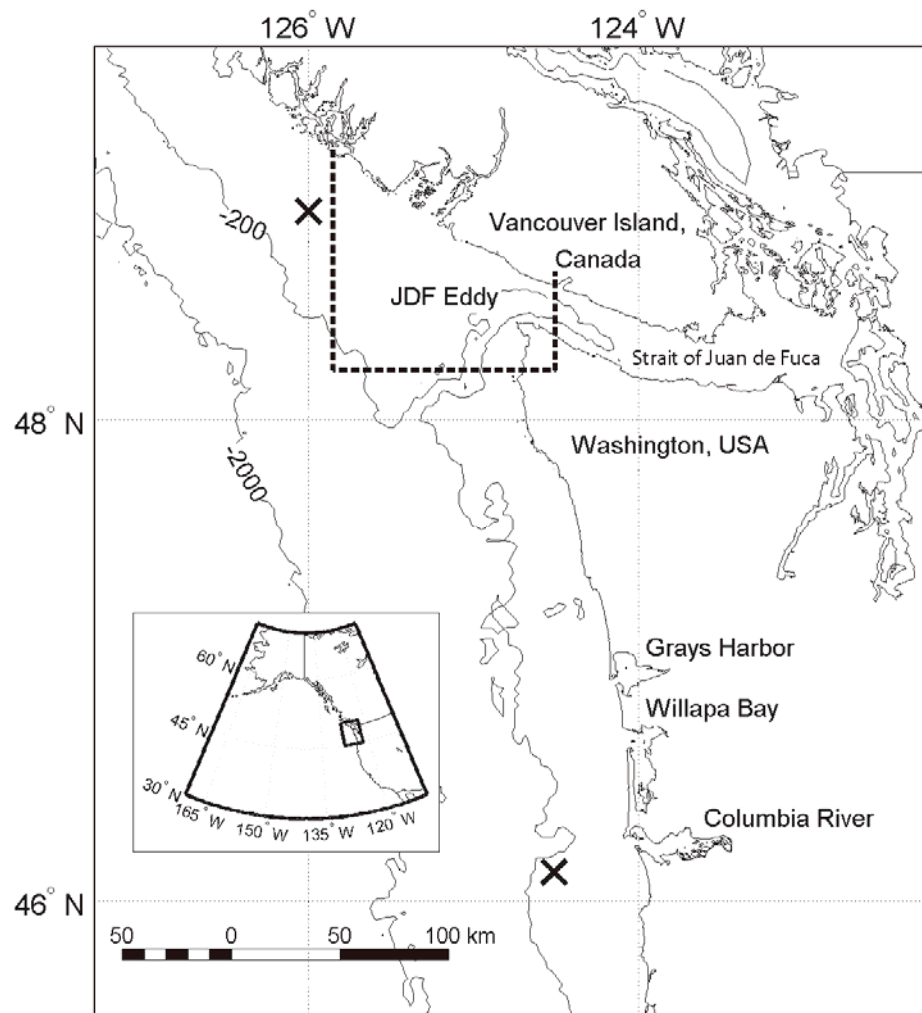 126° W 124° W
-200
Vancouver Island,
Canada
JDF Eddy
Strait of Juan de Fuca
48° N
Washington, USA
-2000
Grays Harbor
60° N
Willapa Bay
45° N
30° N
165° W 150° W 135° W 120° W
Columbia River
46° N
50 0 50 100 km